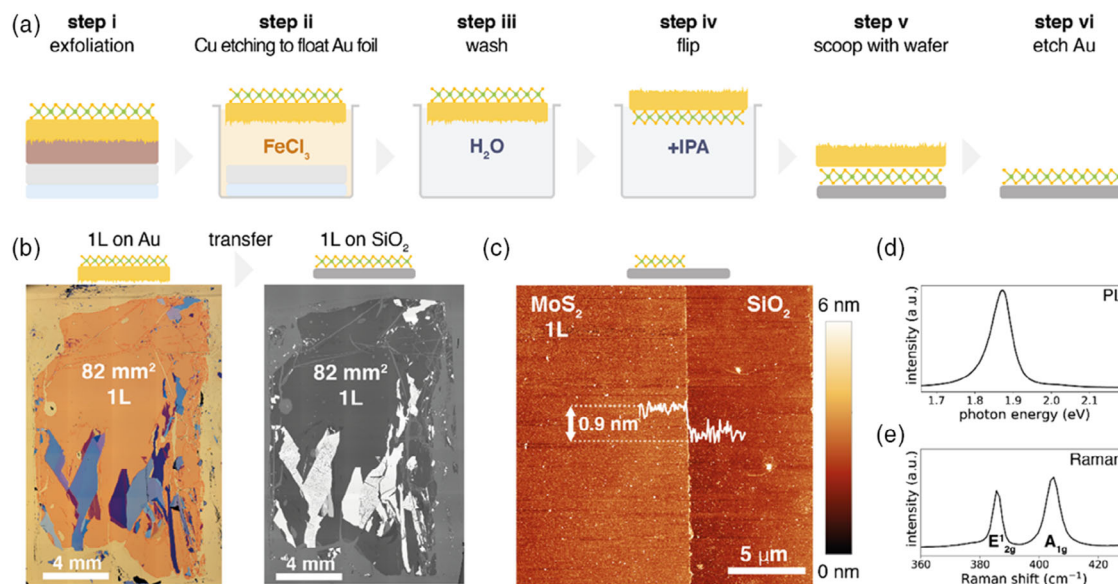 (a)
step i
exfoliation
step ii
Cu etching to float Au foil
step iii
wash
step iv
flip
step v
scoop with wafer
step vi
etch Au
FeCl₃
H₂O
+IPA
(b)
1L on Au
transfer
1L on SiO₂
82 mm²
1L
4 mm
82 mm²
1L
4 mm
(c)
MoS₂
1L
SiO₂
0.9 nm
5 μm
6 nm
0 nm
(d)
PL
intensity (a.u.)
1.7 1.8 1.9 2.0 2.1
photon energy (eV)
(e)
Raman
intensity (a.u.)
E¹₂g
A₁g
360 380 400 420
Raman shift (cm⁻¹)